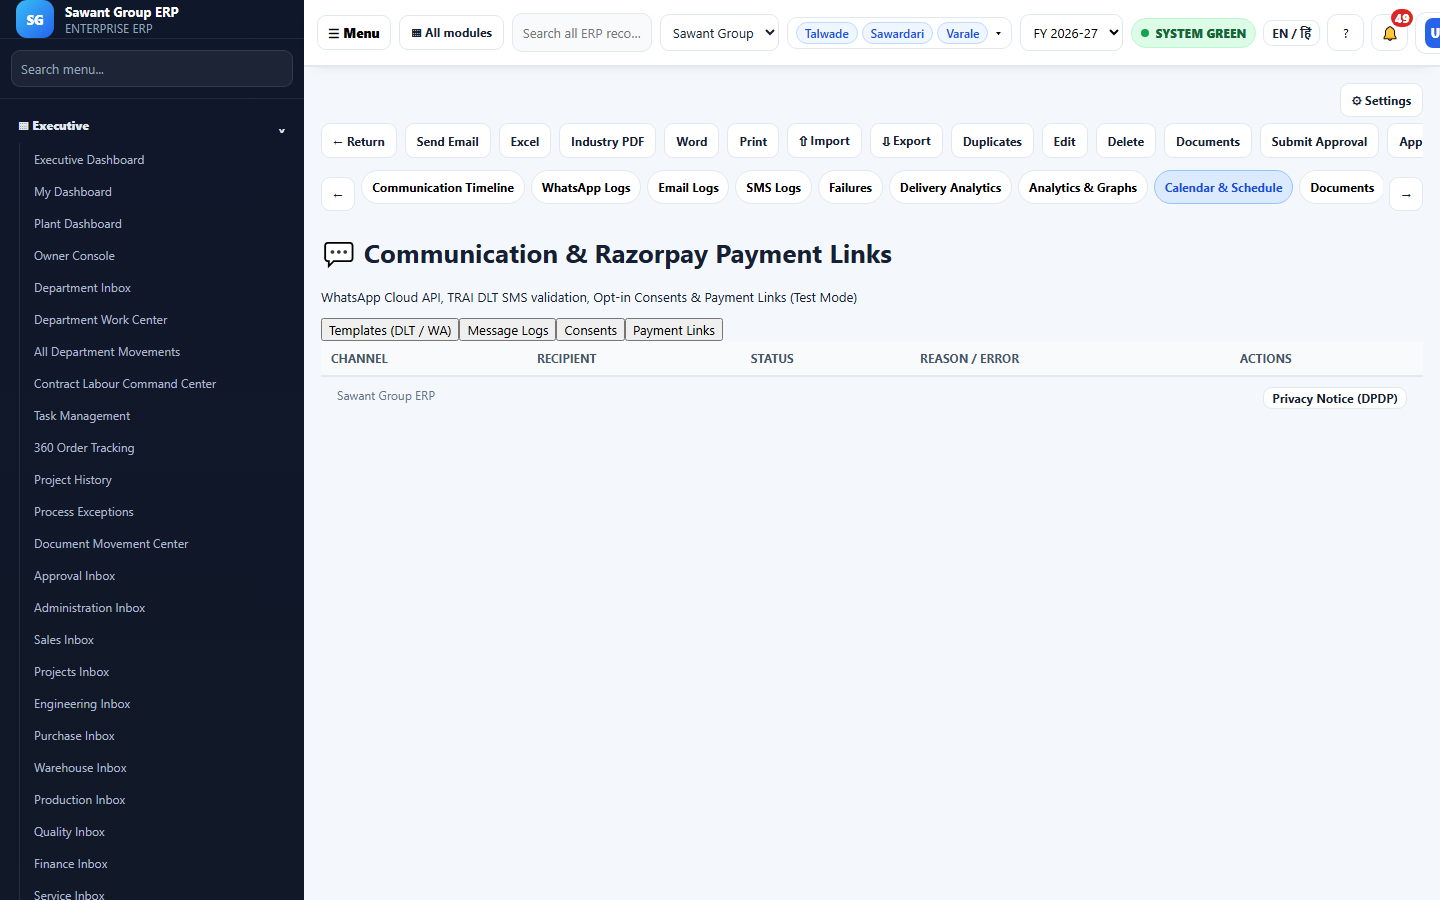 SG
Sawant Group ERP
ENTERPRISE ERP
Search menu...
Executive
Executive Dashboard
My Dashboard
Plant Dashboard
Owner Console
Department Inbox
Department Work Center
All Department Movements
Contract Labour Command Center
Task Management
360 Order Tracking
Project History
Process Exceptions
Document Movement Center
Approval Inbox
Administration Inbox
Sales Inbox
Projects Inbox
Engineering Inbox
Purchase Inbox
Warehouse Inbox
Production Inbox
Quality Inbox
Finance Inbox
Service Inbox
☰ Menu
All modules
Search all ERP reco...
Sawant Group
Talwade Sawardari Varale
FY 2026-27
SYSTEM GREEN
EN / हिं
?
49
U
⚙ Settings
← Return
Send Email
Excel
Industry PDF
Word
Print
⇧ Import
⇩ Export
Duplicates
Edit
Delete
Documents
Submit Approval
App
←
Communication Timeline
WhatsApp Logs
Email Logs
SMS Logs
Failures
Delivery Analytics
Analytics & Graphs
Calendar & Schedule
Documents
→
Communication & Razorpay Payment Links
WhatsApp Cloud API, TRAI DLT SMS validation, Opt-in Consents & Payment Links (Test Mode)
Templates (DLT / WA) Message Logs Consents Payment Links
CHANNEL RECIPIENT STATUS REASON / ERROR ACTIONS
Sawant Group ERP
Privacy Notice (DPDP)